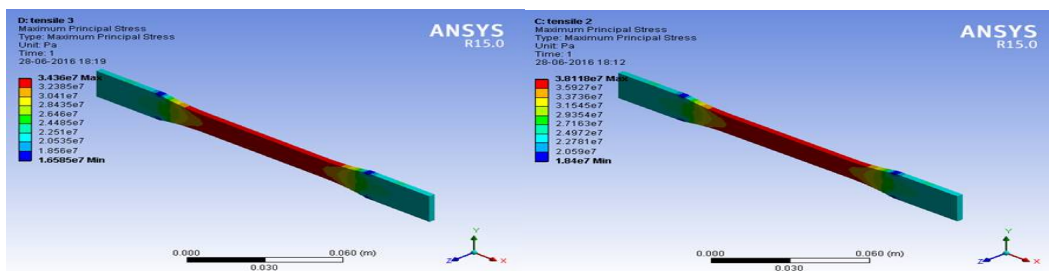 D: tensile 3
Maximum Principal Stress
Type: Maximum Principal Stress
Unit: Pa
Time: 1
28-06-2016 18:19
ANSYS
R15.0
3.436e7 Max
3.2385e7
3.041e7
2.8435e7
2.646e7
2.4485e7
2.251e7
2.0535e7
1.856e7
1.6585e7 Min
0.000
0.060 (m)
0.030
Y
Z
X
C: tensile 2
Maximum Principal Stress
Type: Maximum Principal Stress
Unit: Pa
Time: 1
28-06-2016 18:12
ANSYS
R15.0
3.8118e7 Max
3.5927e7
3.3736e7
3.1545e7
2.9354e7
2.7163e7
2.4972e7
2.2781e7
2.059e7
1.84e7 Min
0.000
0.060 (m)
0.030
Y
Z
X